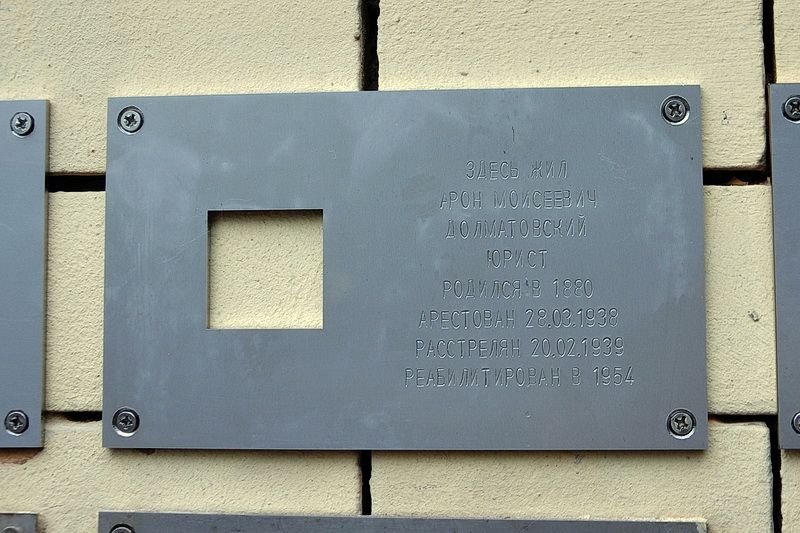 ЗДЕСЬ ЖИЛ
АРОН МОИСЕЕВИЧ
ДОЛМАТОВСКИЙ
ЮРИСТ
РОДИЛСЯ В 1880
АРЕСТОВАН 28.03.1938
РАССТРЕЛЯН 20.02.1939
РЕАБИЛИТИРОВАН В 1954